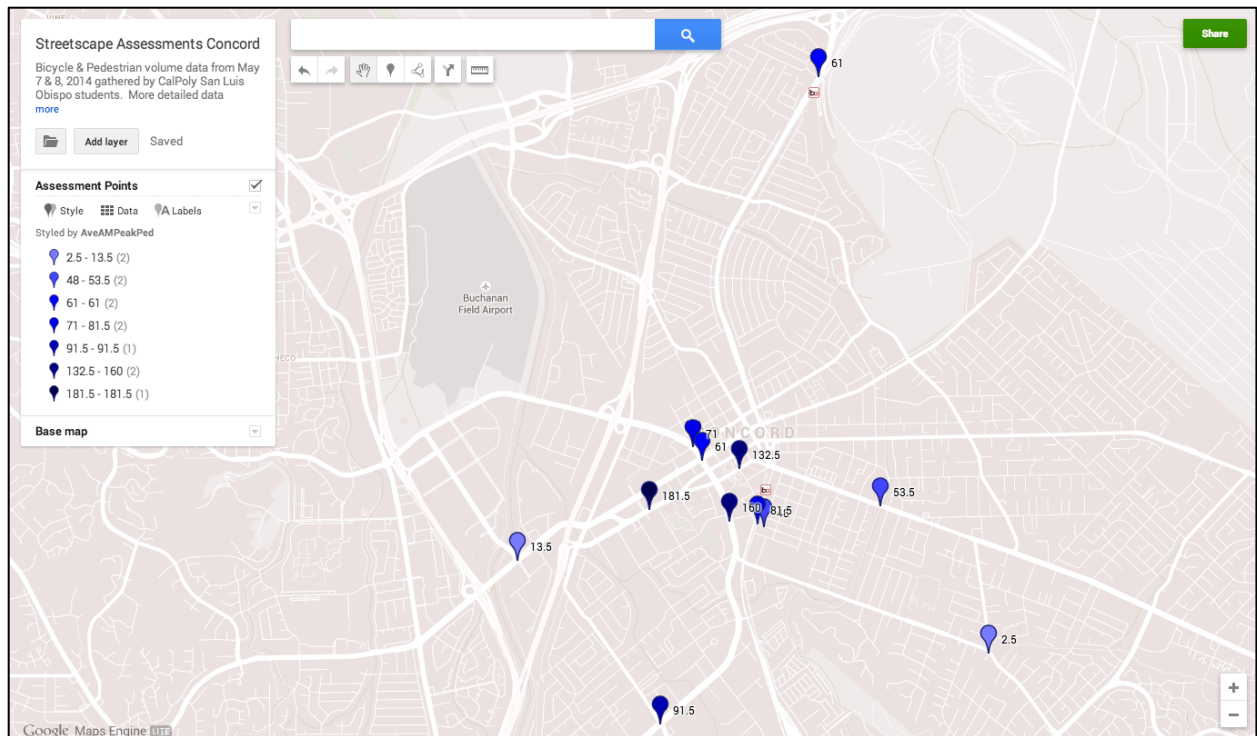 Streetscape Assessments Concord
Bicycle & Pedestrian volume data from May
7 & 8, 2014 gathered by CalPoly San Luis
Obispo students. More detailed data
more
Add layer
Saved
Assessment Points
Style
Data
Labels
Styled by AveAMPeakPed
2.5 - 13.5 (2)
48 - 53.5 (2)
61 - 61 (2)
71 - 81.5 (2)
91.5 - 91.5 (1)
132.5 - 160 (2)
181.5 - 181.5 (1)
Base map
Share
61
Buchanan
Field Airport
71
61
132.5
181.5
160
81.5
53.5
13.5
2.5
91.5
Google Maps Engine LITE